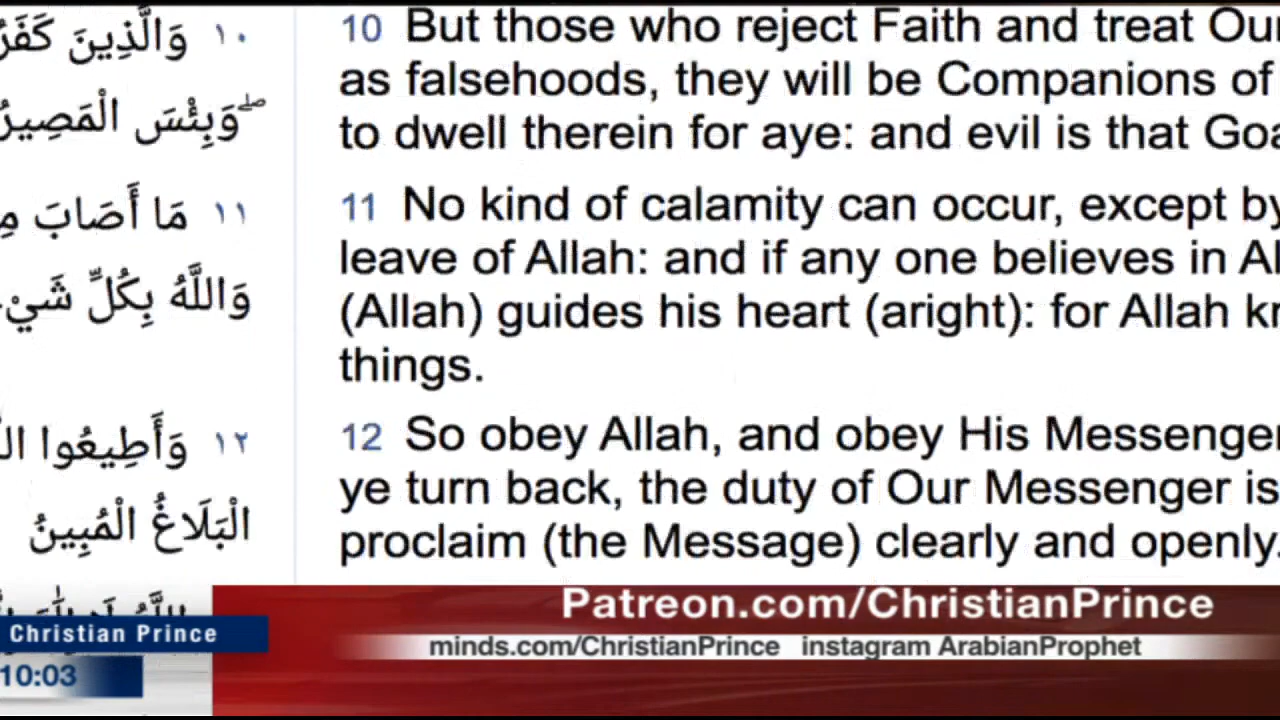 ١٠ وَالَّذِينَ
وَبِئْسَ الْمَصِيرُ
١١ مَا أَصَابَ
وَاللَّهُ بِكُلِّ شَيْءٍ
١٢ وَأَطِيعُوا
الْبَلَاغُ الْمُبِينُ
10 But those who reject Faith and treat Our
as falsehoods, they will be Companions of
to dwell therein for aye: and evil is that
11 No kind of calamity can occur, except by
leave of Allah: and if any one believes in
(Allah) guides his heart (aright): for Allah
things.
12 So obey Allah, and obey His Messenger
ye turn back, the duty of Our Messenger is
proclaim (the Message) clearly and openly.
Patreon.com/ChristianPrince
Christian Prince
minds.com/ChristianPrince instagram ArabianProphet
10:03